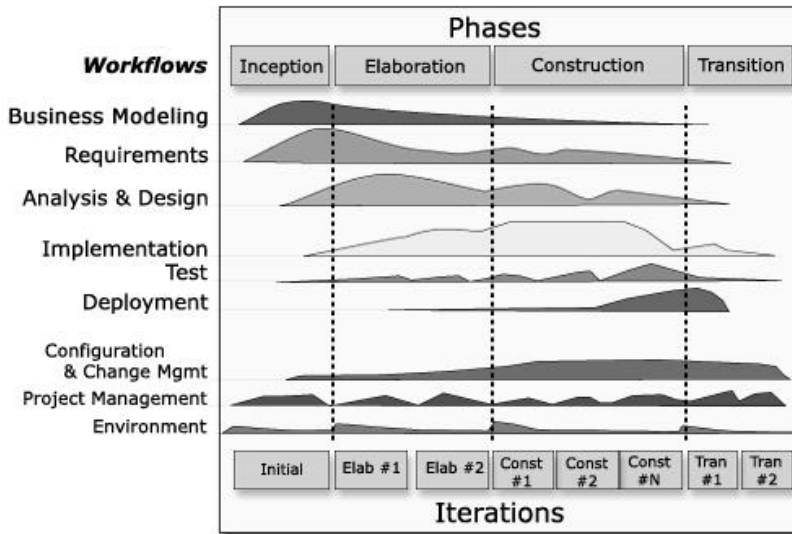 Phases
Workflows
Inception Elaboration Construction Transition
Business Modeling
Requirements
Analysis & Design
Implementation
Test
Deployment
Configuration
& Change Mgmt
Project Management
Environment
Initial Elab #1 Elab #2 Const #1 Const #2 Const #N Tran #1 Tran #2
Iterations